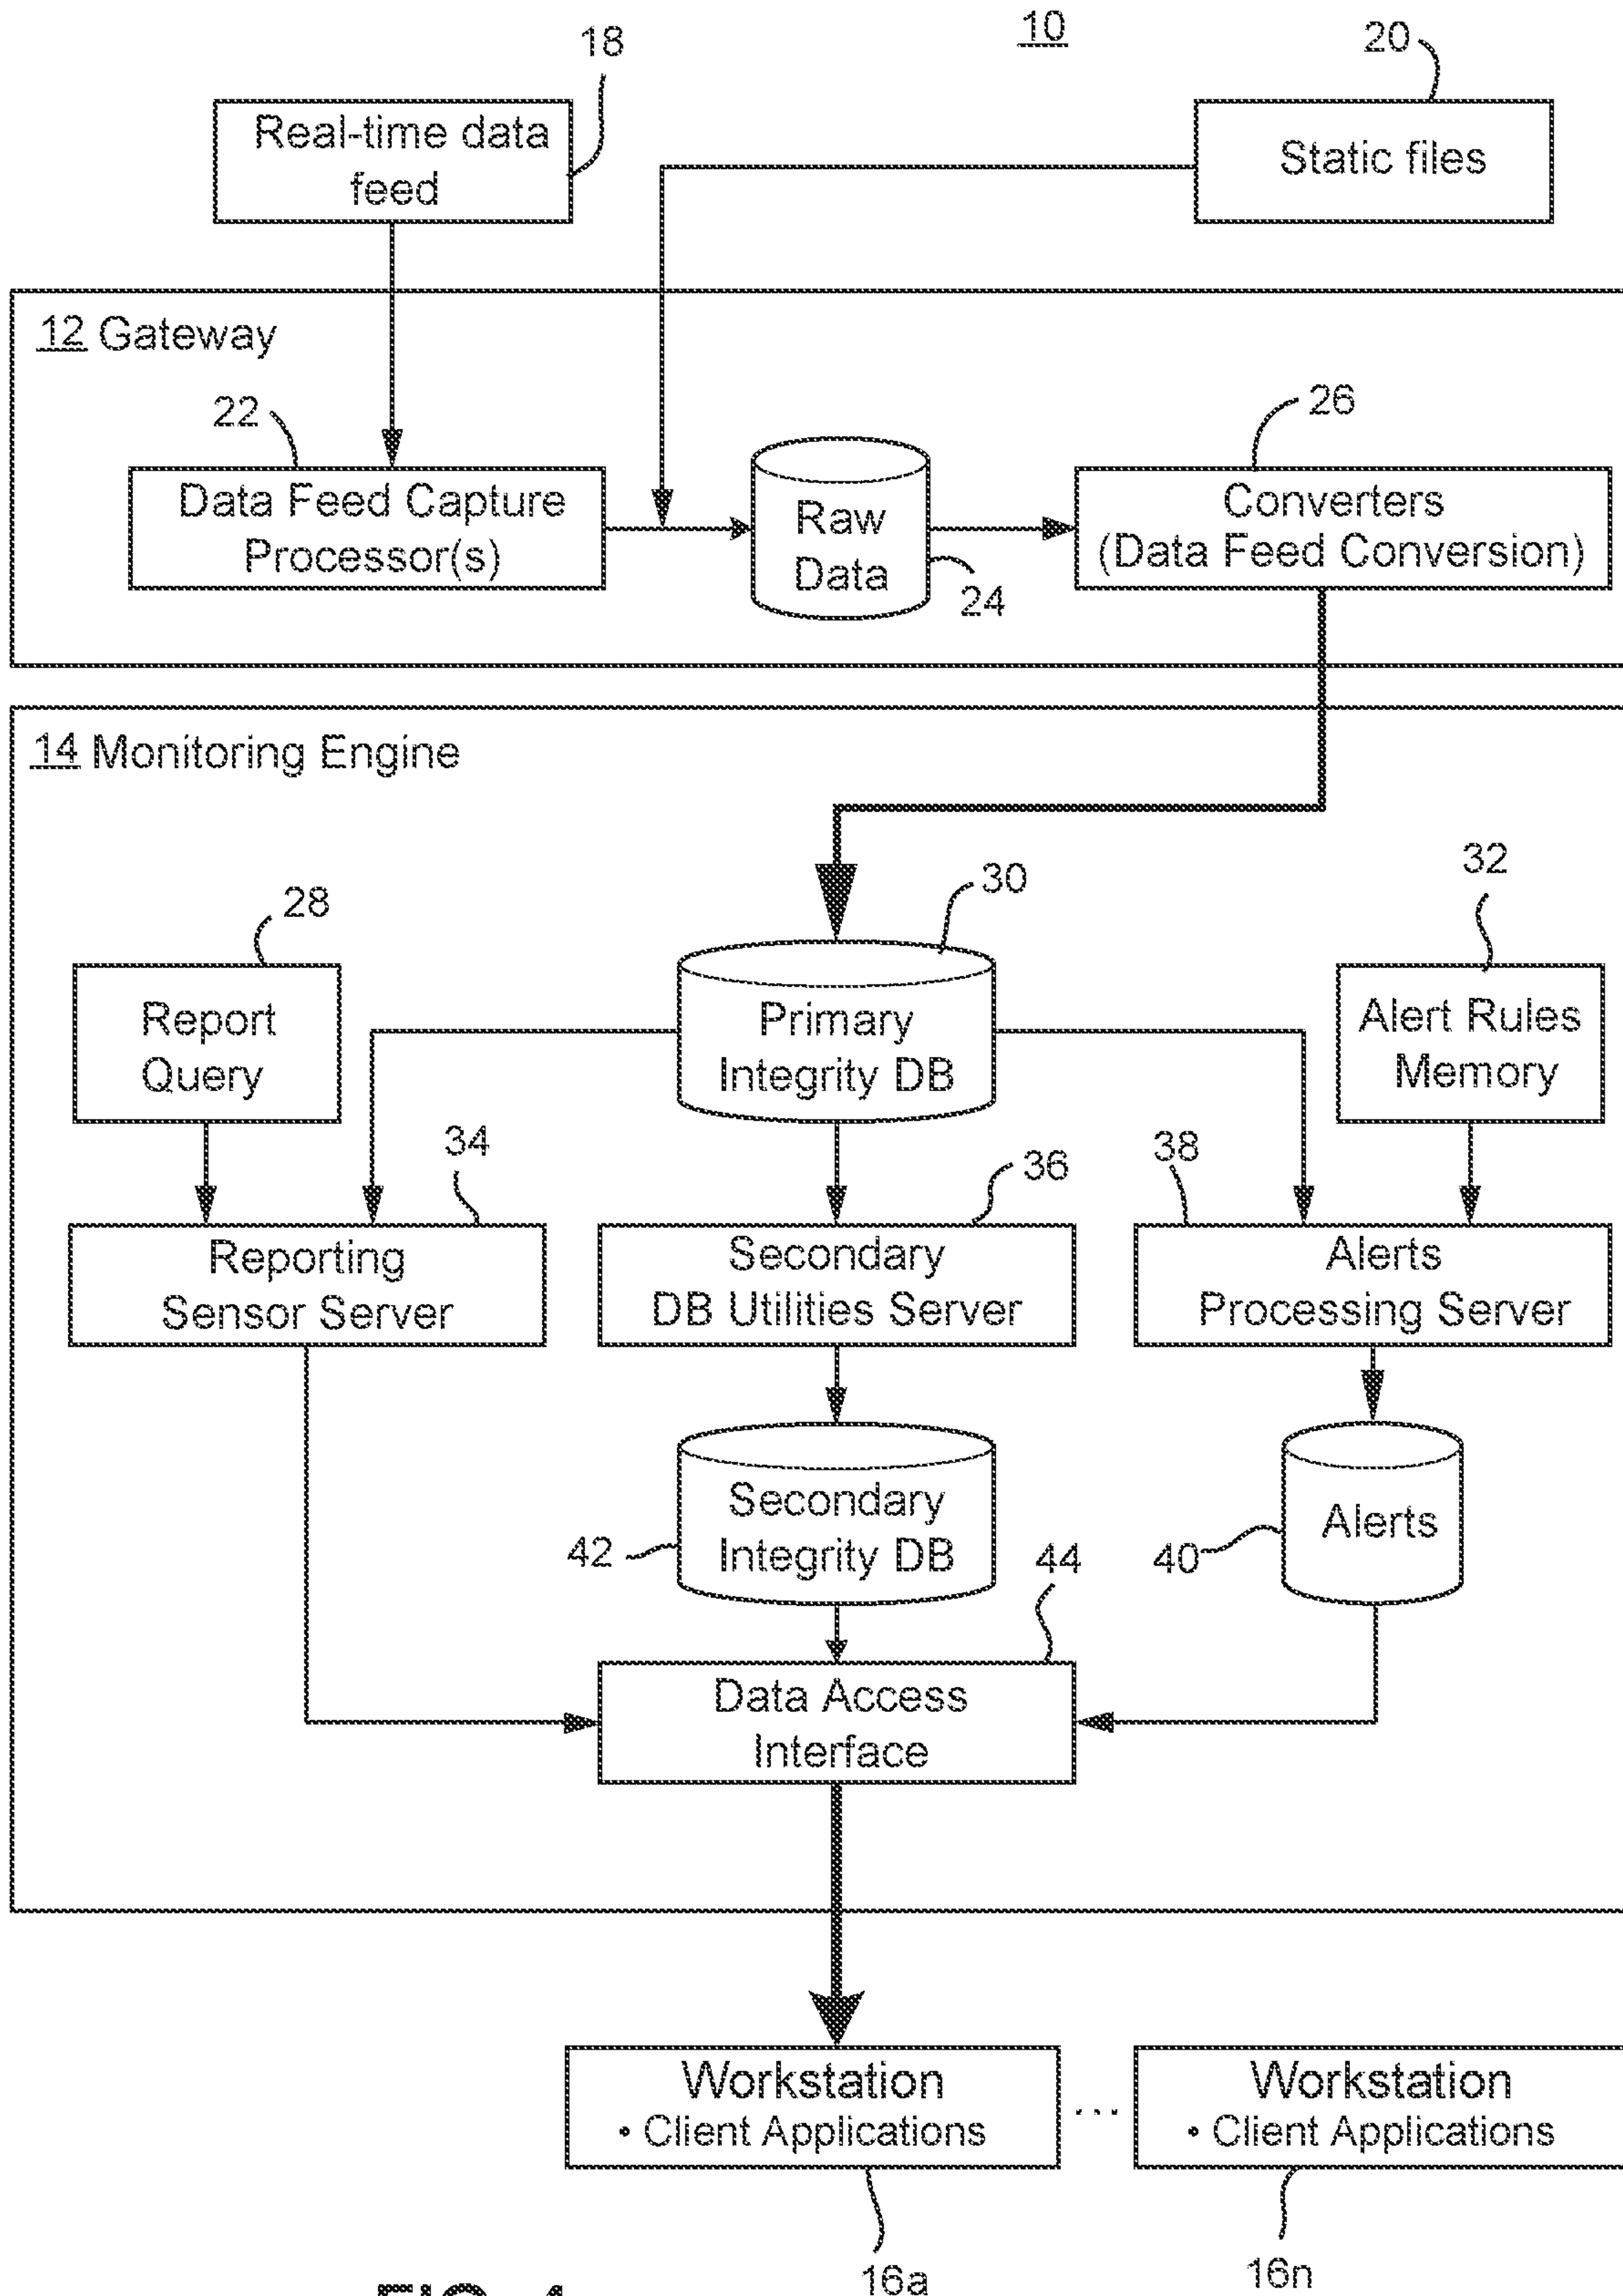 10
18
20
Real-time data
feed
Static files
12 Gateway
22
26
Data Feed Capture
Processor(s)
Raw
Data
24
Converters
(Data Feed Conversion)
14 Monitoring Engine
28
30
32
Report
Query
Primary
Integrity DB
Alert Rules
Memory
34
36
38
Reporting
Sensor Server
Secondary
DB Utilities Server
Alerts
Processing Server
42
Secondary
Integrity DB
44
40
Alerts
Data Access
Interface
Workstation
• Client Applications
...
Workstation
• Client Applications
16a
16n